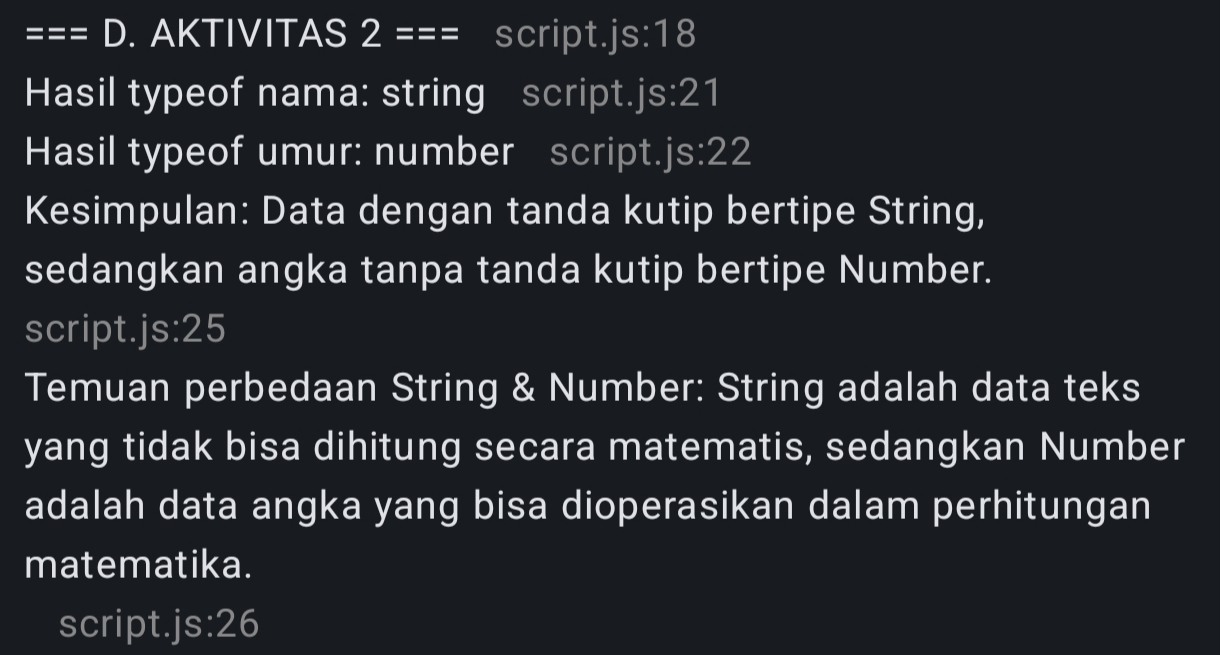 === D. AKTIVITAS 2 === script.js:18
Hasil typeof nama: string script.js:21
Hasil typeof umur: number script.js:22
Kesimpulan: Data dengan tanda kutip bertipe String,
sedangkan angka tanpa tanda kutip bertipe Number.
script.js:25
Temuan perbedaan String & Number: String adalah data teks
yang tidak bisa dihitung secara matematis, sedangkan Number
adalah data angka yang bisa dioperasikan dalam perhitungan
matematika.
script.js:26